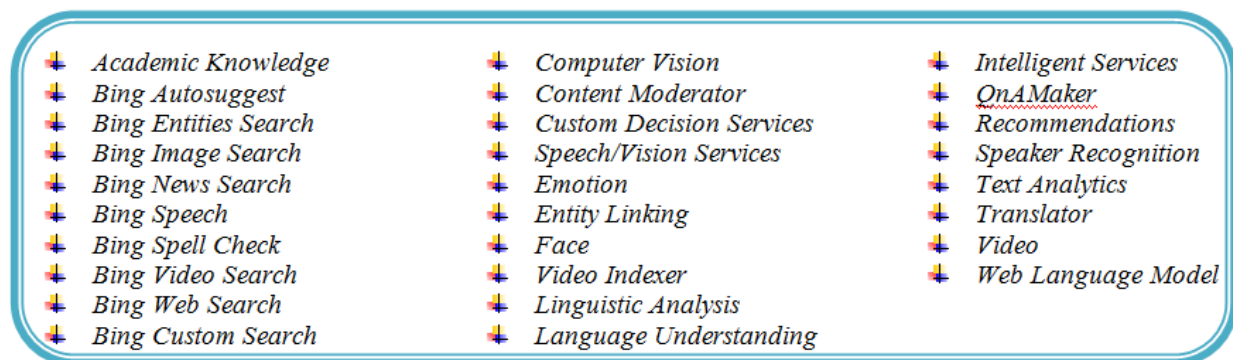 Academic Knowledge
Bing Autosuggest
Bing Entities Search
Bing Image Search
Bing News Search
Bing Speech
Bing Spell Check
Bing Video Search
Bing Web Search
Bing Custom Search
Computer Vision
Content Moderator
Custom Decision Services
Speech/Vision Services
Emotion
Entity Linking
Face
Video Indexer
Linguistic Analysis
Language Understanding
Intelligent Services
QnAMaker
Recommendations
Speaker Recognition
Text Analytics
Translator
Video
Web Language Model